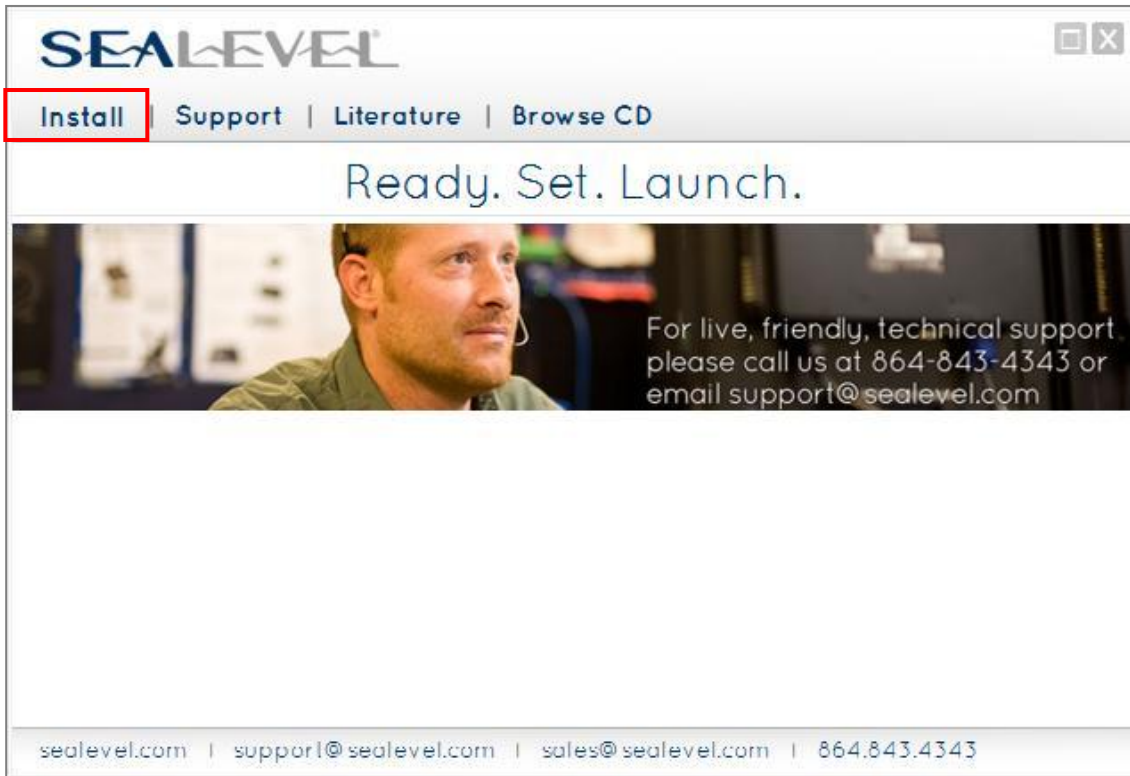 SEALEVEL®
Install | Support | Literature | Browse CD
Ready. Set. Launch.
For live, friendly, technical support
please call us at 864-843-4343 or
email support@sealevel.com
sealevel.com | support@sealevel.com | sales@sealevel.com | 864.843.4343